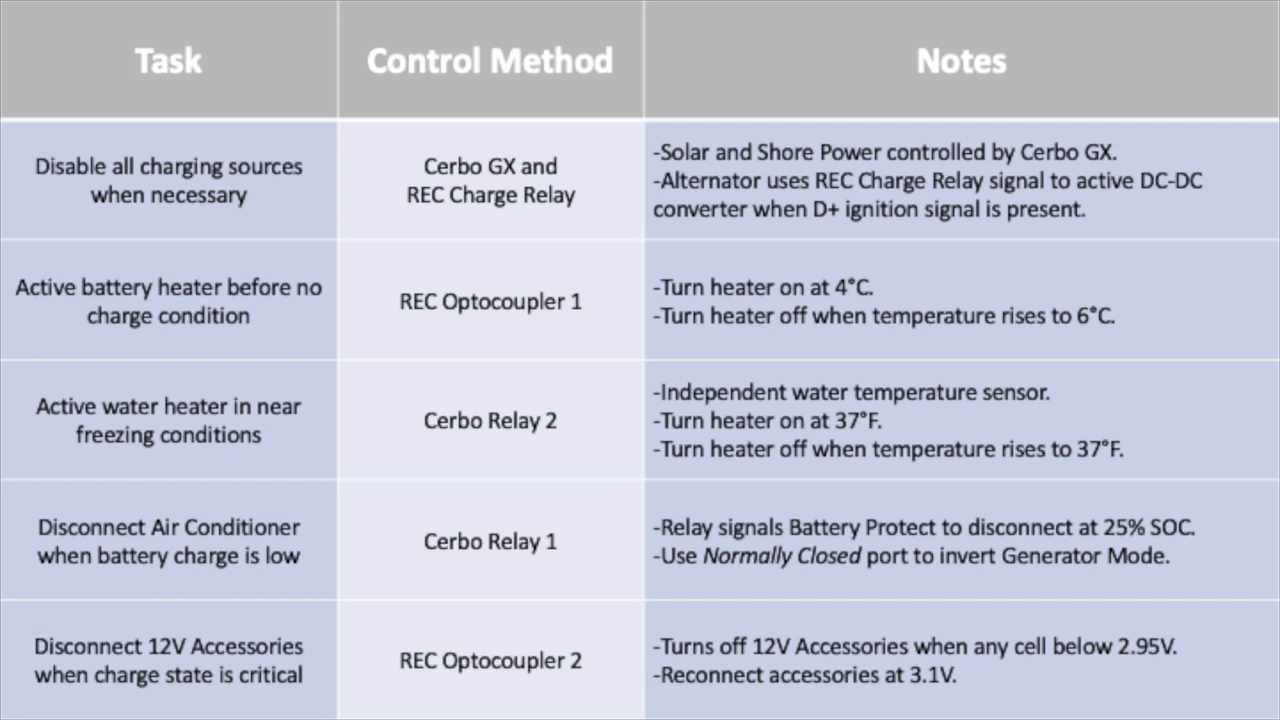 Task
Control Method
Notes
Disable all charging sources
when necessary
Cerbo GX and
REC Charge Relay
-Solar and Shore Power controlled by Cerbo GX.
-Alternator uses REC Charge Relay signal to active DC-DC
converter when D+ ignition signal is present.
Active battery heater before no
charge condition
REC Optocoupler 1
-Turn heater on at 4°C.
-Turn heater off when temperature rises to 6°C.
Active water heater in near
freezing conditions
Cerbo Relay 2
-Independent water temperature sensor.
-Turn heater on at 37°F.
-Turn heater off when temperature rises to 37°F.
Disconnect Air Conditioner
when battery charge is low
Cerbo Relay 1
-Relay signals Battery Protect to disconnect at 25% SOC.
-Use Normally Closed port to invert Generator Mode.
Disconnect 12V Accessories
when charge state is critical
REC Optocoupler 2
-Turns off 12V Accessories when any cell below 2.95V.
-Reconnect accessories at 3.1V.